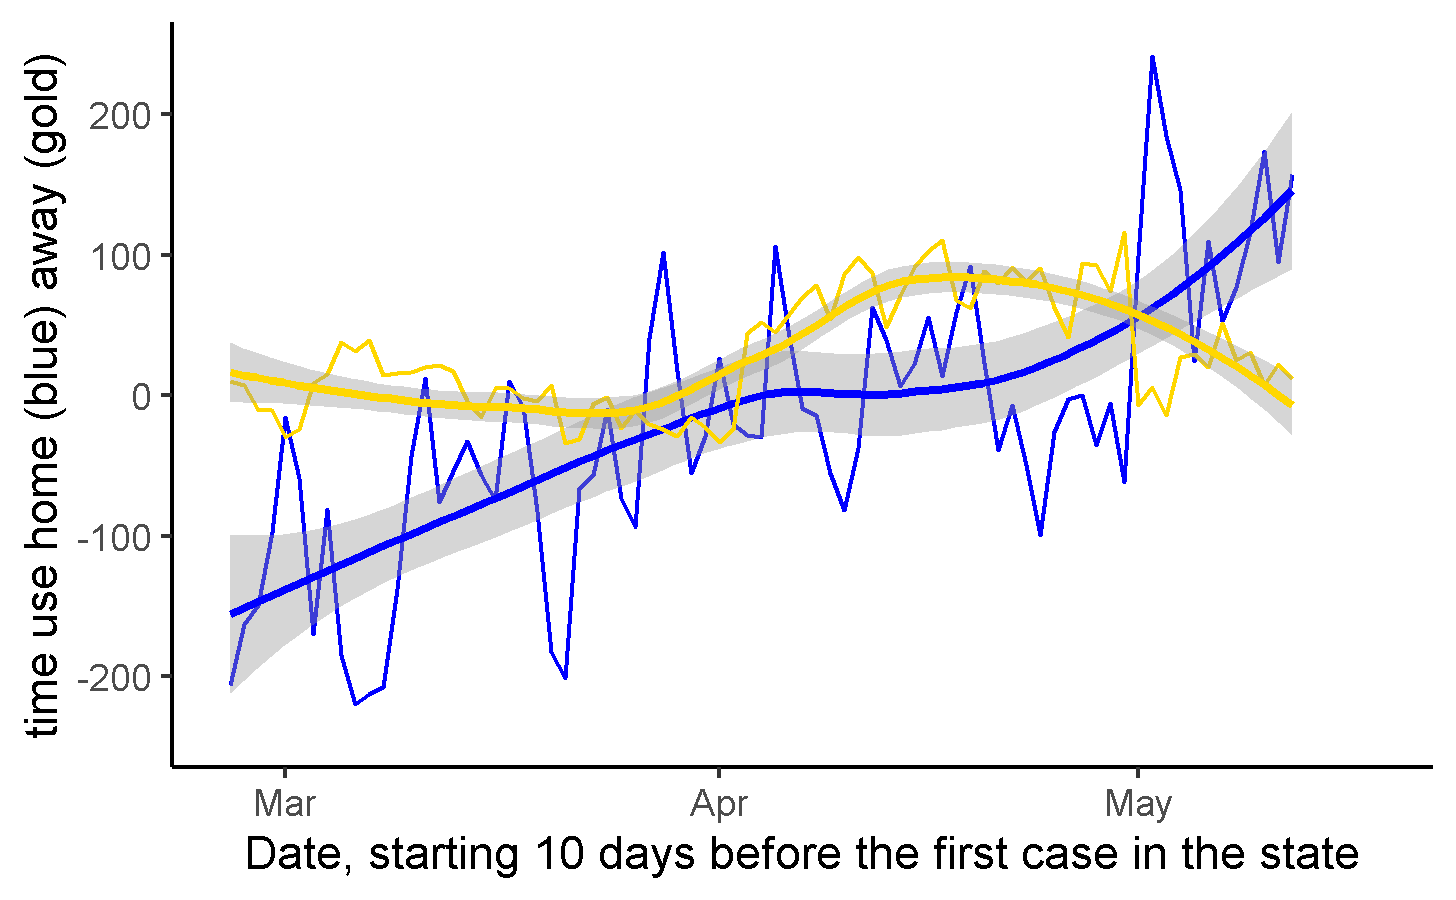 time use home (blue) away (gold)
200
100
0
-100
-200
Mar Apr May
Date, starting 10 days before the first case in the state